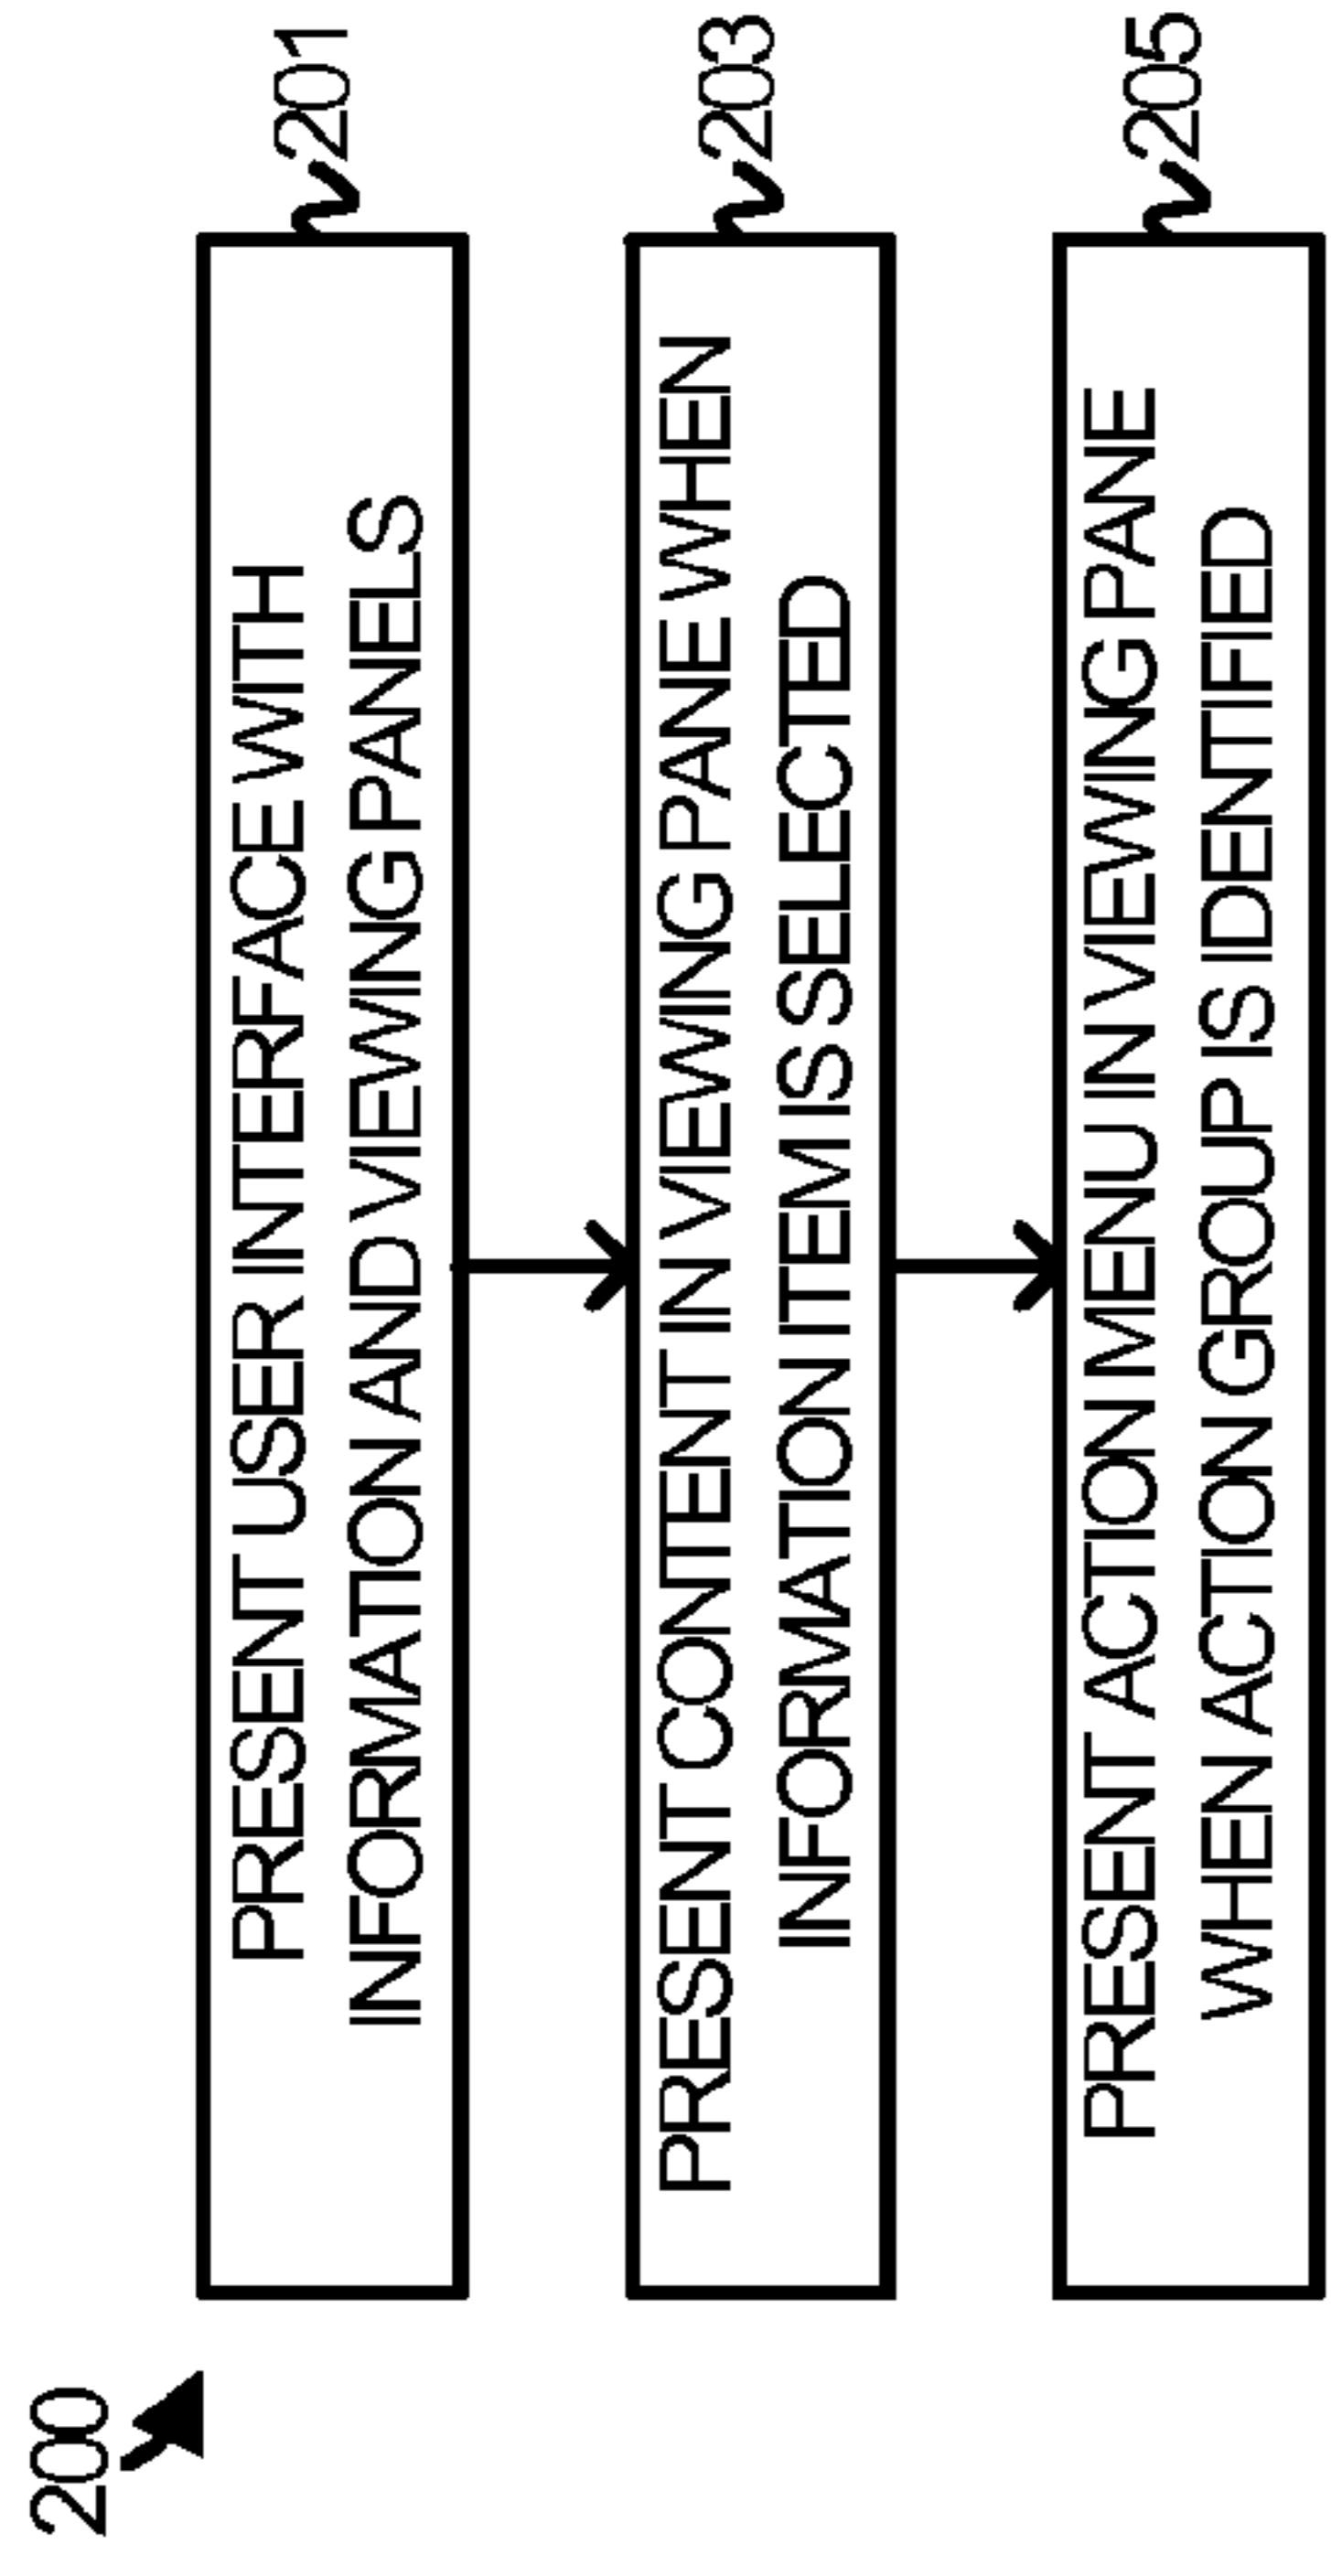 200
PRESENT USER INTERFACE WITH
INFORMATION AND VIEWING PANELS
201
PRESENT CONTENT IN VIEWING PANE WHEN
INFORMATION ITEM IS SELECTED
203
PRESENT ACTION MENU IN VIEWING PANE
WHEN ACTION GROUP IS IDENTIFIED
205